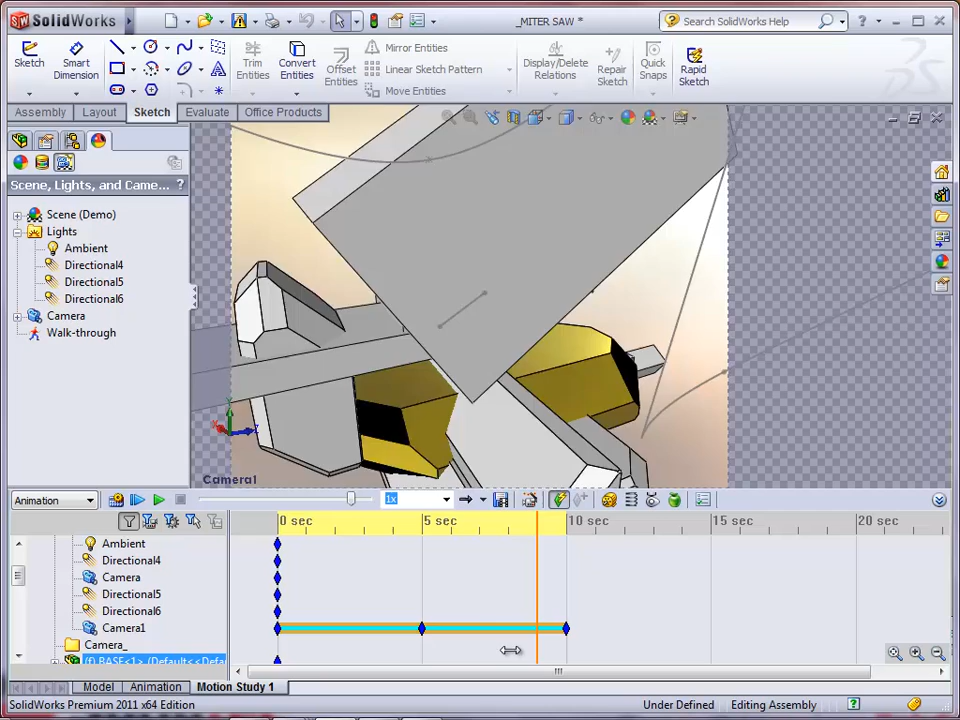 SolidWorks
_MITER SAW *
Search SolidWorks Help
Sketch
Smart Dimension
Trim Entities
Convert Entities
Offset Entities
Mirror Entities
Linear Sketch Pattern
Move Entities
Display/Delete Relations
Repair Sketch
Quick Snaps
Rapid Sketch
Assembly
Layout
Sketch
Evaluate
Office Products
Scene, Lights, and Came...
?
Scene (Demo)
Lights
Ambient
Directional4
Directional5
Directional6
Camera
Walk-through
Camera1
Animation
1x
0 sec
5 sec
10 sec
15 sec
20 sec
Ambient
Directional4
Camera
Directional5
Directional6
Camera1
Camera_
(f) BASE<1> (Default<<Defau
Model
Animation
Motion Study 1
SolidWorks Premium 2011 x64 Edition
Under Defined
Editing Assembly